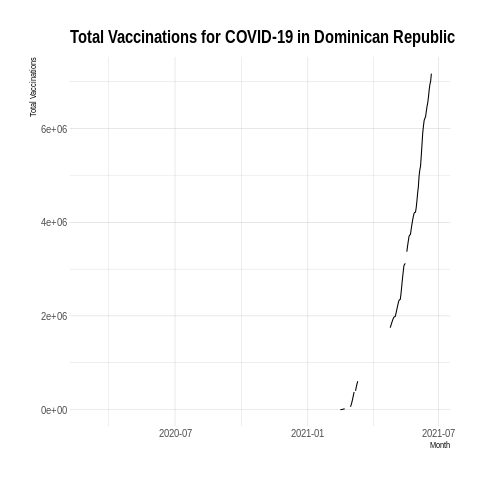 Total Vaccinations for COVID-19 in Dominican Republic
Total Vaccinations
6e+06
4e+06
2e+06
0e+00
2020-07
2021-01
2021-07
Month